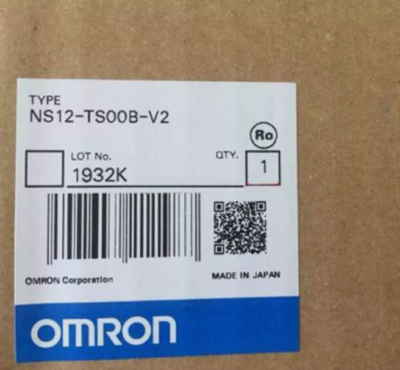 TYPE
NS12-TS00B-V2
Ro
LOT No. QTY.
1932K 1
OMRON Corporation MADE IN JAPAN
OMRON